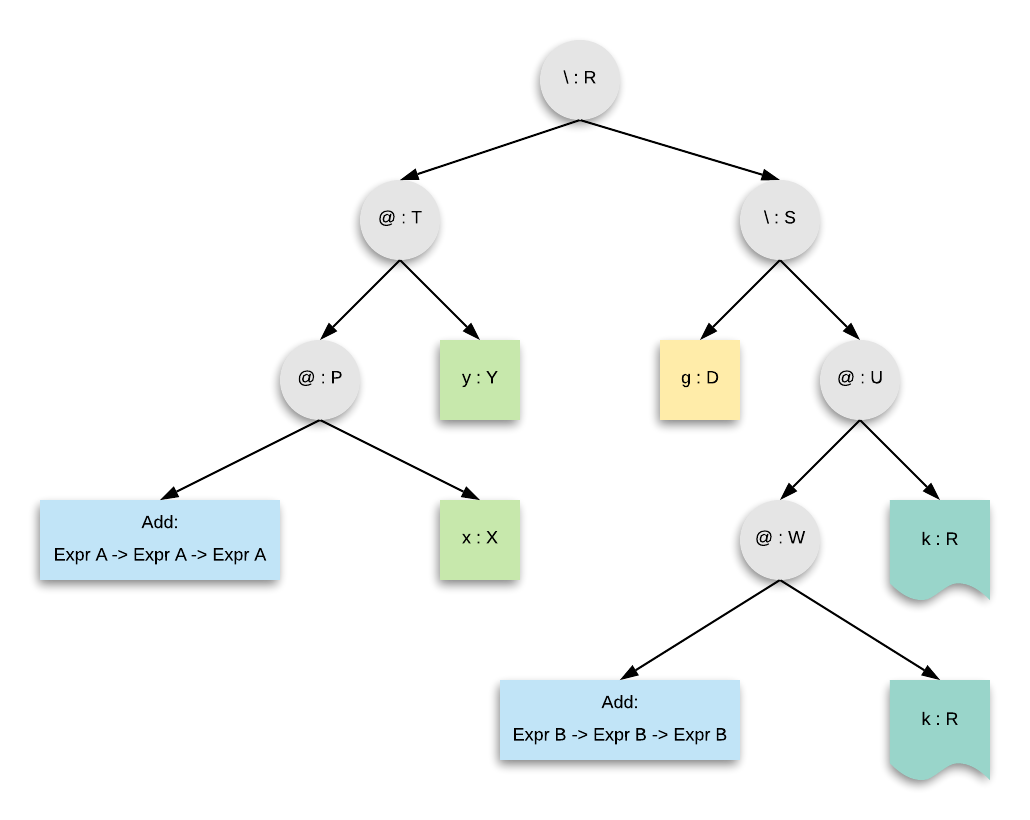 \ : R
@ : T
\ : S
@ : P
y : Y
g : D
@ : U
Add:
Expr A -> Expr A -> Expr A
x : X
@ : W
k : R
Add:
Expr B -> Expr B -> Expr B
k : R